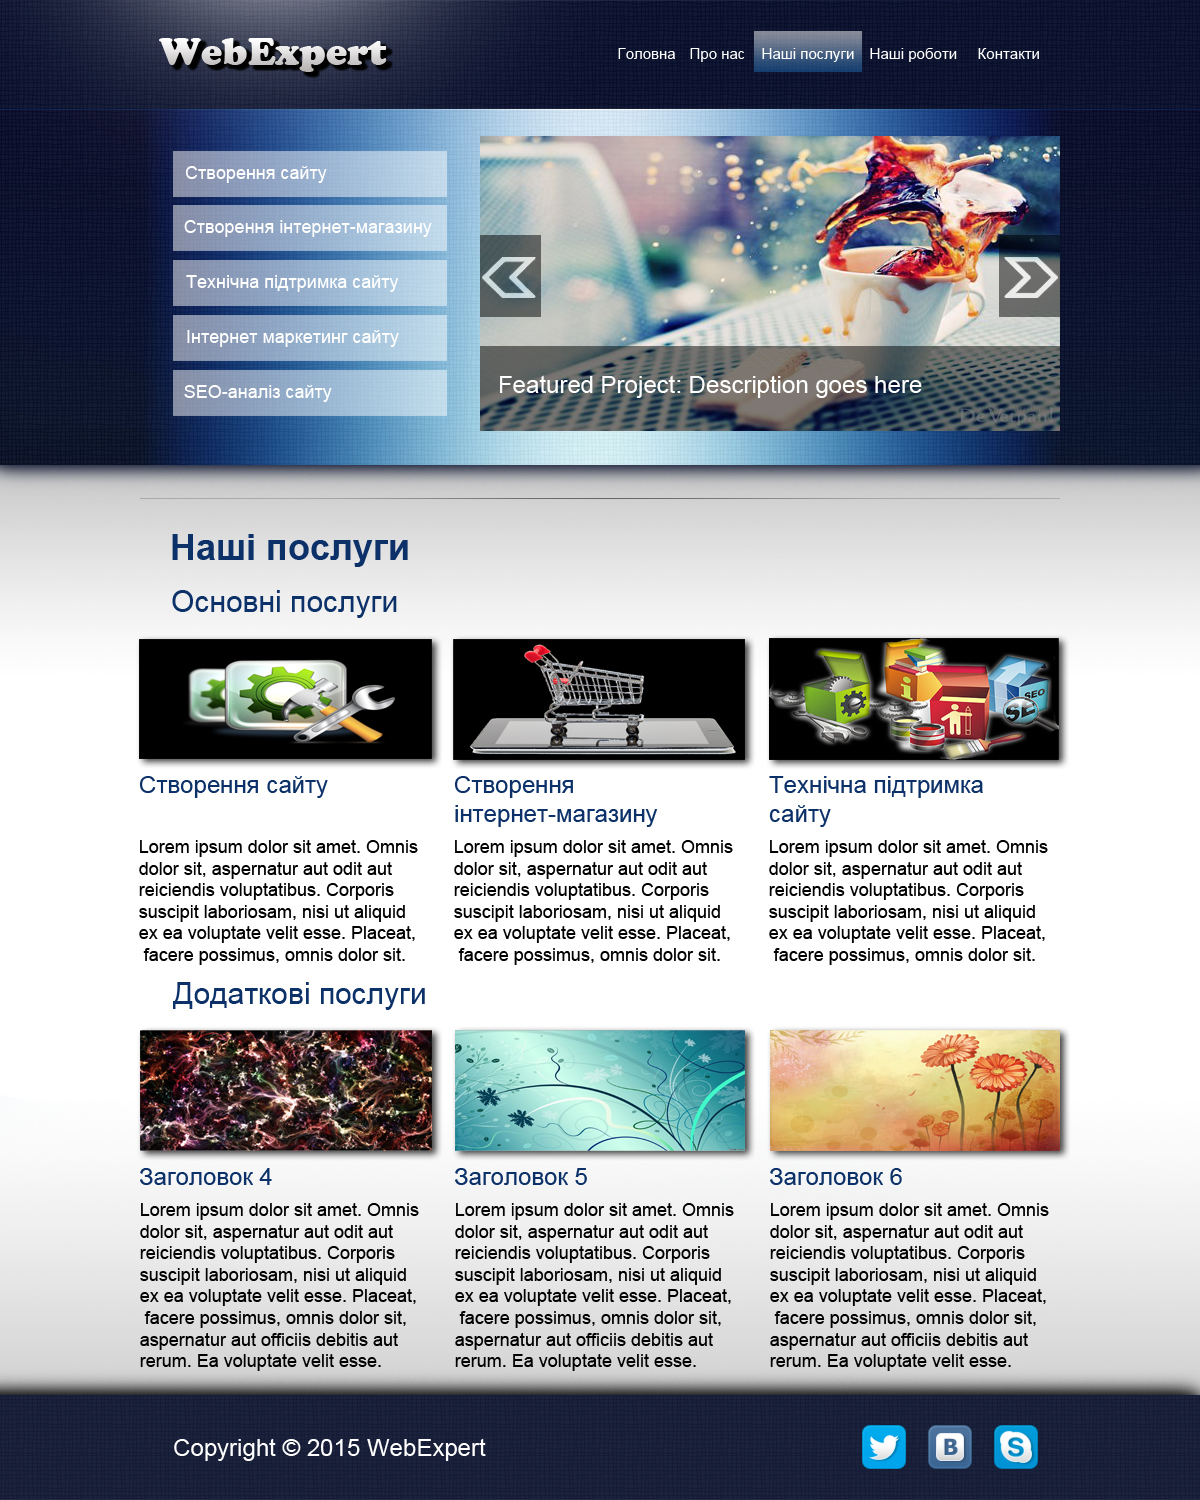 WebExpert
Головна Про нас Наші послуги Наші роботи Контакти
Створення сайту
Створення інтернет-магазину
Технічна підтримка сайту
Інтернет маркетинг сайту
SEO-аналіз сайту
Featured Project: Description goes here
Наші послуги
Основні послуги
SEO
Створення сайту
Lorem ipsum dolor sit amet. Omnis
dolor sit, aspernatur aut odit aut
reiciendis voluptatibus. Corporis
suscipit laboriosam, nisi ut aliquid
ex ea voluptate velit esse. Placeat,
facere possimus, omnis dolor sit.
Створення
інтернет-магазину
Lorem ipsum dolor sit amet. Omnis
dolor sit, aspernatur aut odit aut
reiciendis voluptatibus. Corporis
suscipit laboriosam, nisi ut aliquid
ex ea voluptate velit esse. Placeat,
facere possimus, omnis dolor sit.
Технічна підтримка
сайту
Lorem ipsum dolor sit amet. Omnis
dolor sit, aspernatur aut odit aut
reiciendis voluptatibus. Corporis
suscipit laboriosam, nisi ut aliquid
ex ea voluptate velit esse. Placeat,
facere possimus, omnis dolor sit.
Додаткові послуги
Заголовок 4
Lorem ipsum dolor sit amet. Omnis
dolor sit, aspernatur aut odit aut
reiciendis voluptatibus. Corporis
suscipit laboriosam, nisi ut aliquid
ex ea voluptate velit esse. Placeat,
facere possimus, omnis dolor sit,
aspernatur aut officiis debitis aut
rerum. Ea voluptate velit esse.
Заголовок 5
Lorem ipsum dolor sit amet. Omnis
dolor sit, aspernatur aut odit aut
reiciendis voluptatibus. Corporis
suscipit laboriosam, nisi ut aliquid
ex ea voluptate velit esse. Placeat,
facere possimus, omnis dolor sit,
aspernatur aut officiis debitis aut
rerum. Ea voluptate velit esse.
Заголовок 6
Lorem ipsum dolor sit amet. Omnis
dolor sit, aspernatur aut odit aut
reiciendis voluptatibus. Corporis
suscipit laboriosam, nisi ut aliquid
ex ea voluptate velit esse. Placeat,
facere possimus, omnis dolor sit,
aspernatur aut officiis debitis aut
rerum. Ea voluptate velit esse.
Copyright © 2015 WebExpert